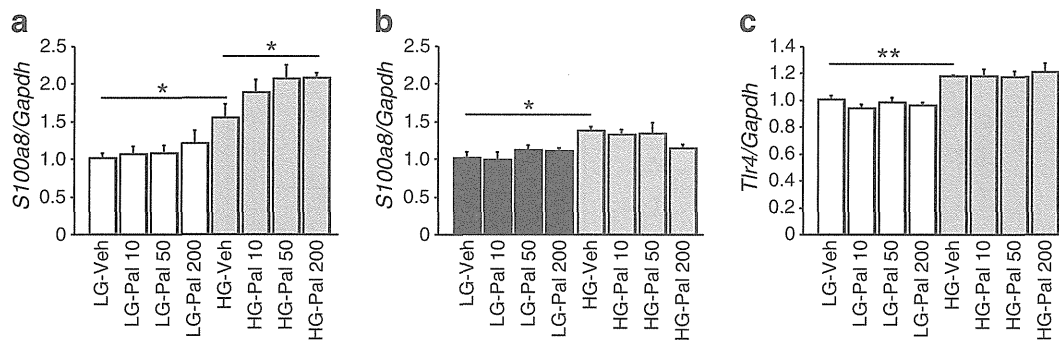 a
S100a8/Gapdh
2.5
2.0
1.5
1.0
0.5
0
*
*
LG-Veh
LG-Pal 10
LG-Pal 50
LG-Pal 200
HG-Veh
HG-Pal 10
HG-Pal 50
HG-Pal 200
b
S100a8/Gapdh
2.5
2.0
1.5
1.0
0.5
0
*
LG-Veh
LG-Pal 10
LG-Pal 50
LG-Pal 200
HG-Veh
HG-Pal 10
HG-Pal 50
HG-Pal 200
c
Tlr4/Gapdh
1.4
1.2
1.0
0.8
0.6
0.4
0.2
0
**
LG-Veh
LG-Pal 10
LG-Pal 50
LG-Pal 200
HG-Veh
HG-Pal 10
HG-Pal 50
HG-Pal 200